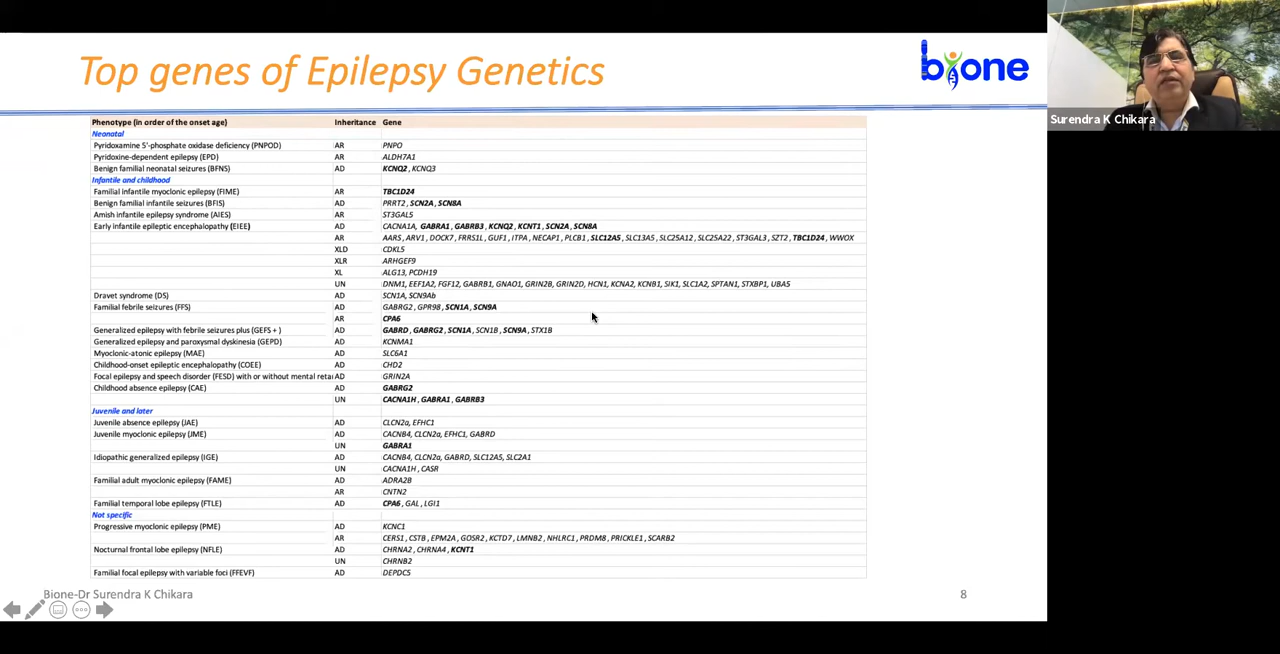 Top genes of Epilepsy Genetics
bione
Surendra K Chikara
Phenotype (in order of the onset age) Inheritance Gene
Neonatal
Pyridoxamine 5'-phosphate oxidase deficiency (PNPOD) AR PNPO
Pyridoxine-dependent epilepsy (EPD) AR ALDH7A1
Benign familial neonatal seizures (BFNS) AD KCNQ2, KCNQ3
Infantile and childhood
Familial infantile myoclonic epilepsy (FIME) AR TBC1D24
Benign familial infantile seizures (BFIS) AD PRRT2, SCN2A, SCN8A
Amish infantile epilepsy syndrome (AIES) AR ST3GAL5
Early infantile epileptic encephalopathy (EIEE) AD CACNA1A, GABRA1, GABRB3, KCNQ2, KCNT1, SCN2A, SCN8A
AR AARS, ARV1, DOCK7, FRRS1L, GUF1, ITPA, NECAP1, PLCB1, SLC12A5, SLC13A5, SLC25A12, SLC25A22, ST3GAL3, SZT2, TBC1D24, WWOX
XLD CDKL5
XLR ARHGEF9
XL ALG13, PCDH19
UN DNM1, EEF1A2, FGF12, GABRB1, GNAO1, GRIN2B, GRIN2D, HCN1, KCNA2, KCNB1, SIK1, SLC1A2, SPTAN1, STXBP1, UBA5
Dravet syndrome (DS) AD SCN1A, SCN9Ab
Familial febrile seizures (FFS) AD GABRG2, GPR98, SCN1A, SCN9A
AR CPA6
Generalized epilepsy with febrile seizures plus (GEFS + ) AD GABRD, GABRG2, SCN1A, SCN1B, SCN9A, STX1B
Generalized epilepsy and paroxysmal dyskinesia (GEPD) AD KCNMA1
Myoclonic-atonic epilepsy (MAE) AD SLC6A1
Childhood-onset epileptic encephalopathy (COEE) AD CHD2
Focal epilepsy and speech disorder (FESD) with or without mental retar AD GRIN2A
Childhood absence epilepsy (CAE) AD GABRG2
UN CACNA1H, GABRA1, GABRB3
Juvenile and later
Juvenile absence epilepsy (JAE) AD CLCN2a, EFHC1
Juvenile myoclonic epilepsy (JME) AD CACNB4, CLCN2a, EFHC1, GABRD
UN GABRA1
Idiopathic generalized epilepsy (IGE) AD CACNB4, CLCN2a, GABRD, SLC12A5, SLC2A1
UN CACNA1H, CASR
Familial adult myoclonic epilepsy (FAME) AD ADRA2B
AR CNTN2
Familial temporal lobe epilepsy (FTLE) AD CPA6, GAL, LGI1
Not specific
Progressive myoclonic epilepsy (PME) AD KCNC1
AR CERS1, CSTB, EPM2A, GOSR2, KCTD7, LMNB2, NHLRC1, PRDM8, PRICKLE1, SCARB2
Nocturnal frontal lobe epilepsy (NFLE) AD CHRNA2, CHRNA4, KCNT1
UN CHRNB2
Familial focal epilepsy with variable foci (FFEVF) AD DEPDC5
Bione-Dr Surendra K Chikara
8